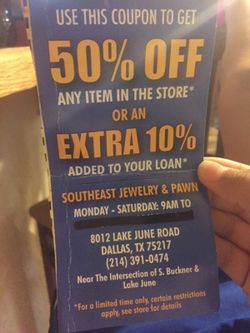 USE THIS COUPON TO GET
50% OFF
ANY ITEM IN THE STORE*
OR AN
EXTRA 10%
ADDED TO YOUR LOAN*
SOUTHEAST JEWELRY & PAWN
MONDAY - SATURDAY: 9AM TO
8012 LAKE JUNE ROAD
DALLAS, TX 75217
(214) 391-0474
Near The Intersection of S. Buckner &
Lake June
*For a limited time only, certain restrictions
apply, see store for details